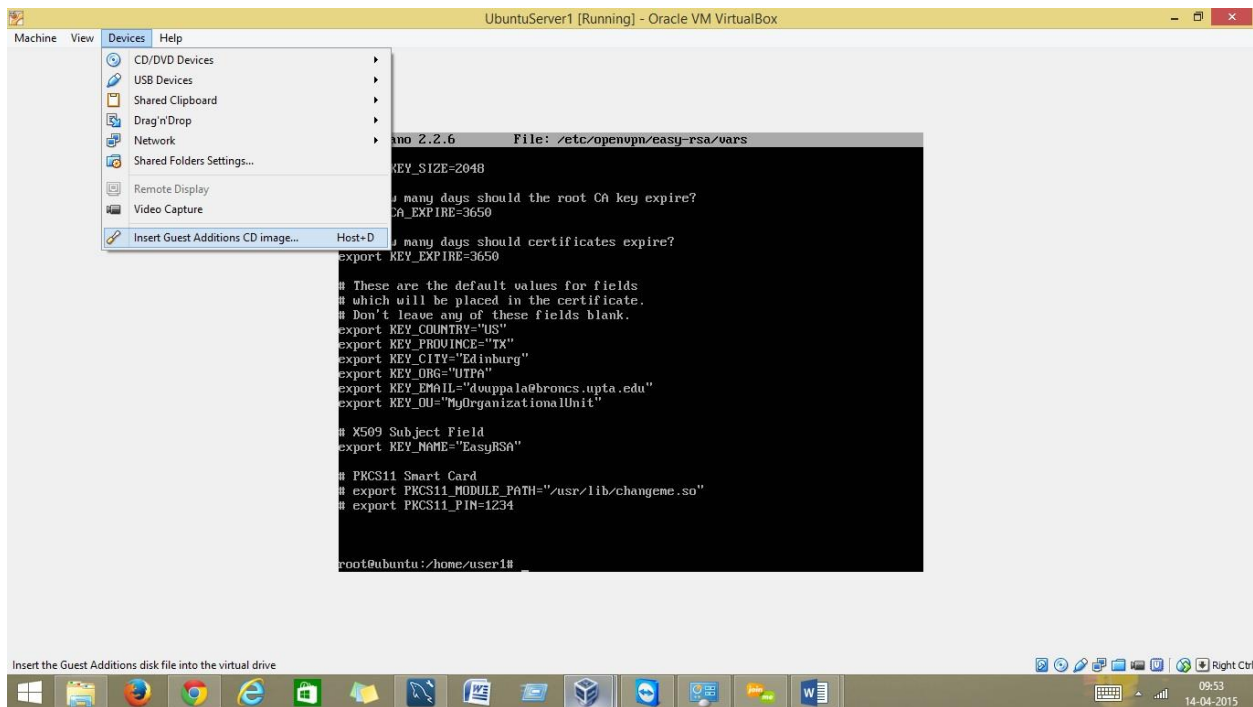 UbuntuServer1 [Running] - Oracle VM VirtualBox
Machine View Devices Help
CD/DVD Devices
USB Devices
Shared Clipboard
Drag'n'Drop
Network
Shared Folders Settings...
Remote Display
Video Capture
Insert Guest Additions CD image... Host+D
ano 2.2.6 File: /etc/openvpn/easy-rsa/vars
KEY_SIZE=2048
many days should the root CA key expire?
CA_EXPIRE=3650
many days should certificates expire?
export KEY_EXPIRE=3650
# These are the default values for fields
# which will be placed in the certificate.
# Don't leave any of these fields blank.
export KEY_COUNTRY="US"
export KEY_PROVINCE="TX"
export KEY_CITY="Edinburg"
export KEY_ORG="UTPA"
export KEY_EMAIL="dvuppala@broncs.upta.edu"
export KEY_OU="MyOrganizationalUnit"
# X509 Subject Field
export KEY_NAME="EasyRSA"
# PKCS11 Smart Card
# export PKCS11_MODULE_PATH="/usr/lib/changeme.so"
# export PKCS11_PIN=1234
root@ubuntu:/home/user1# _
Insert the Guest Additions disk file into the virtual drive
Right Ctrl
09:53
14-04-2015